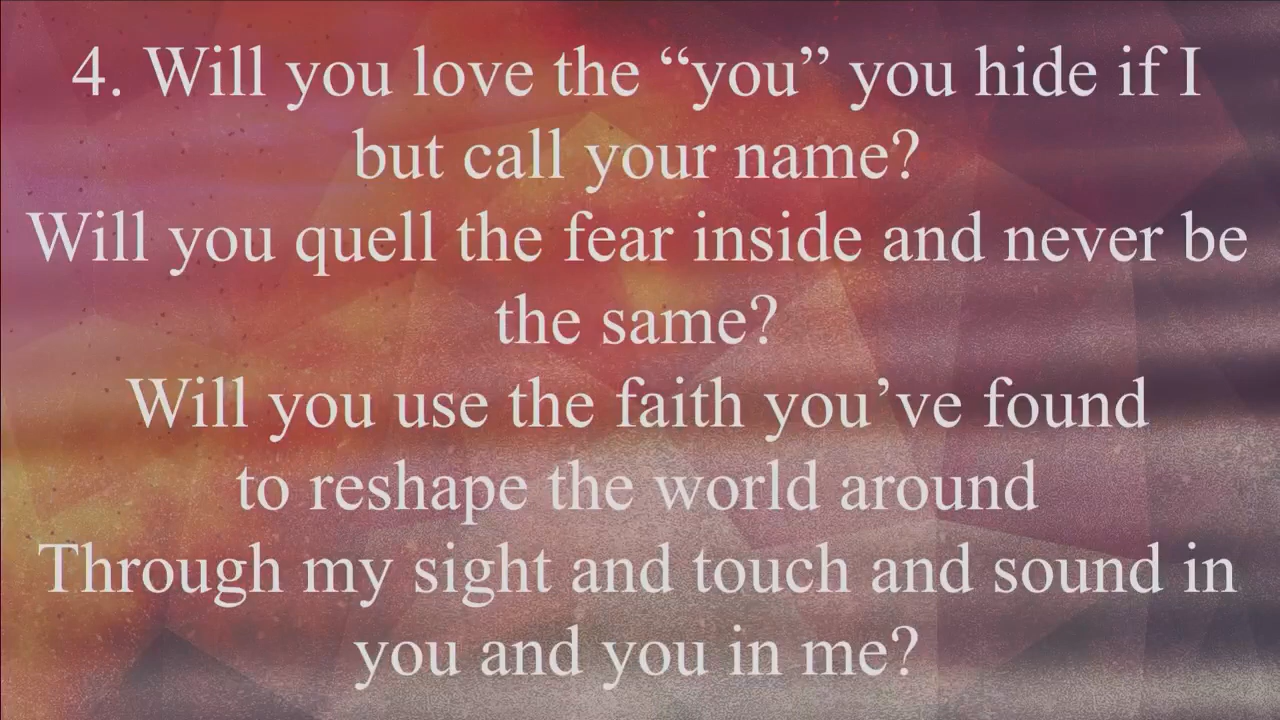 4. Will you love the “you” you hide if I
but call your name?
Will you quell the fear inside and never be
the same?
Will you use the faith you’ve found
to reshape the world around
Through my sight and touch and sound in
you and you in me?